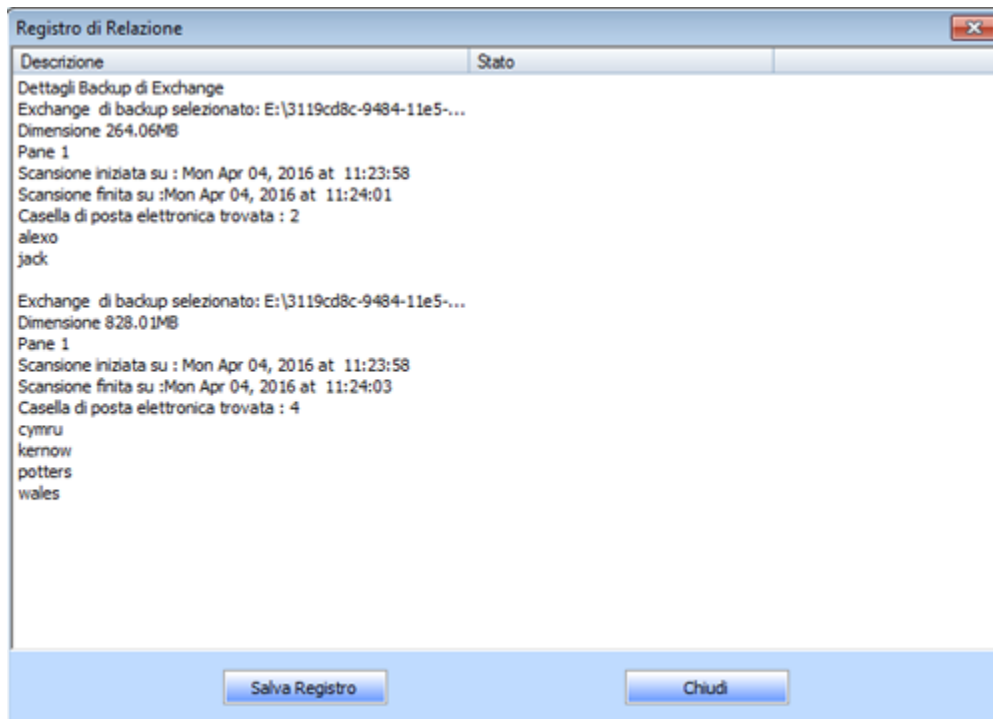 Registro di Relazione
Descrizione Stato
Dettagli Backup di Exchange
Exchange di backup selezionato: E:\3119cd8c-9484-11e5-...
Dimensione 264.06MB
Pane 1
Scansione iniziata su : Mon Apr 04, 2016 at 11:23:58
Scansione finita su :Mon Apr 04, 2016 at 11:24:01
Casella di posta elettronica trovata : 2
alexo
jack
Exchange di backup selezionato: E:\3119cd8c-9484-11e5-...
Dimensione 828.01MB
Pane 1
Scansione iniziata su : Mon Apr 04, 2016 at 11:23:58
Scansione finita su :Mon Apr 04, 2016 at 11:24:03
Casella di posta elettronica trovata : 4
cymru
kernow
potters
wales
Salva Registro Chiudi